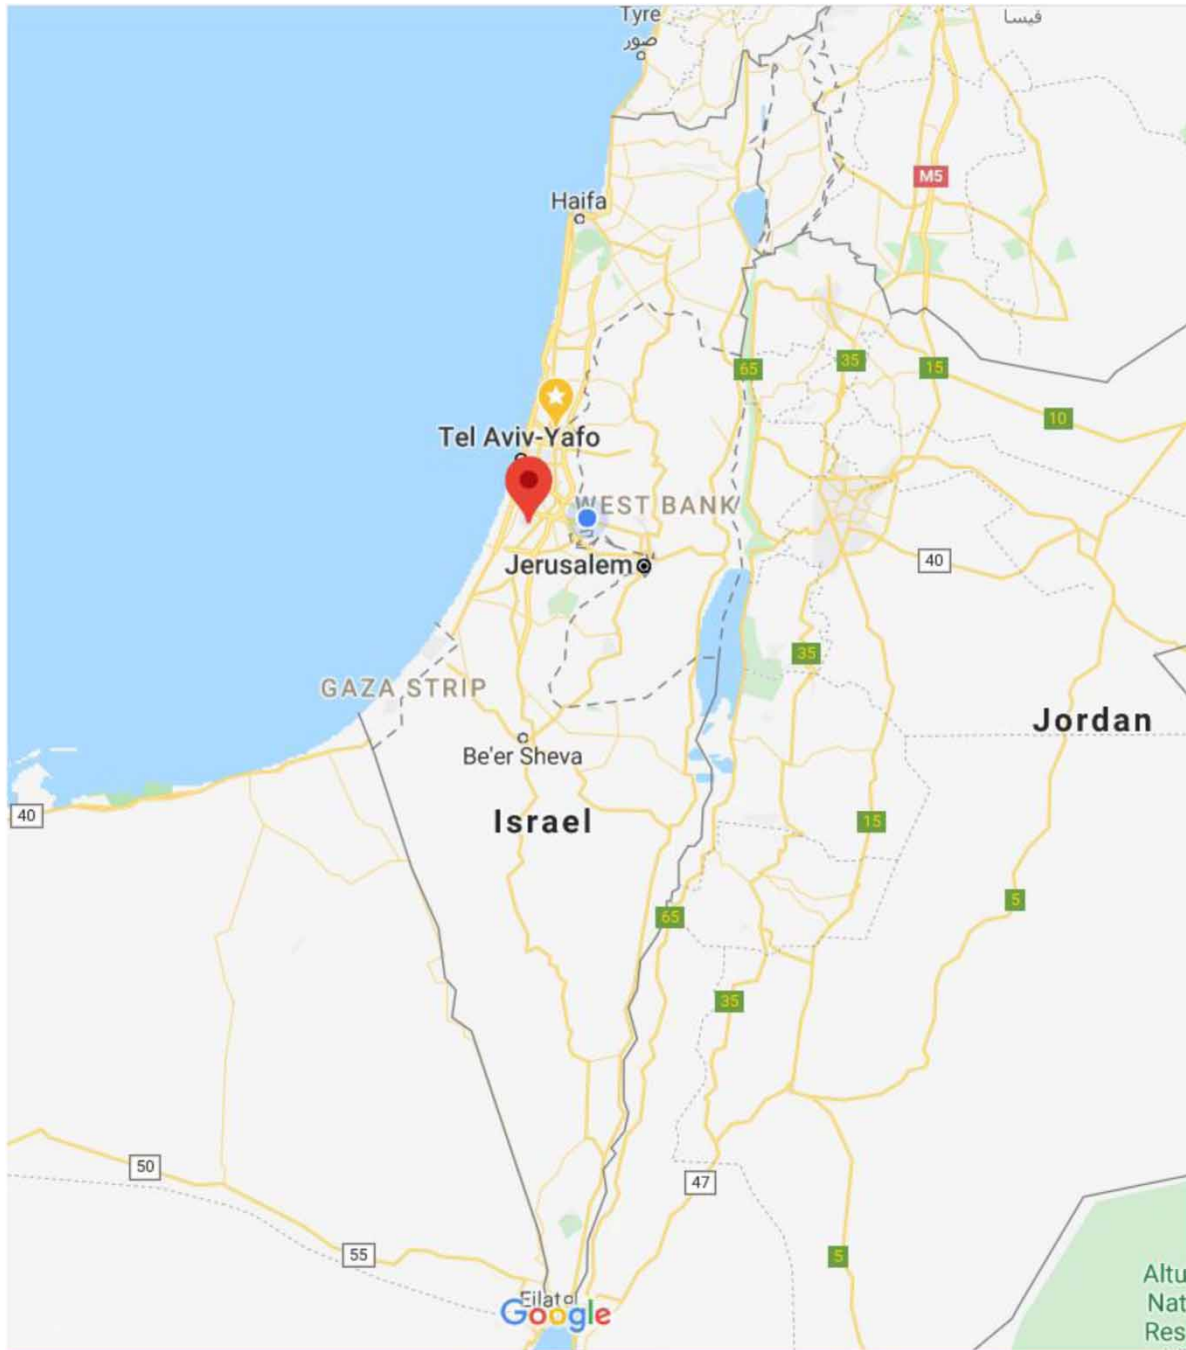 Tyre
صور
قيسا
M5
Haifa
65
35
15
10
Tel Aviv-Yafo
WEST BANK
40
Jerusalem
35
GAZA STRIP
Jordan
Be'er Sheva
40
Israel
15
5
65
35
50
47
55
5
Altu
Nat
Res
Eilat
Google